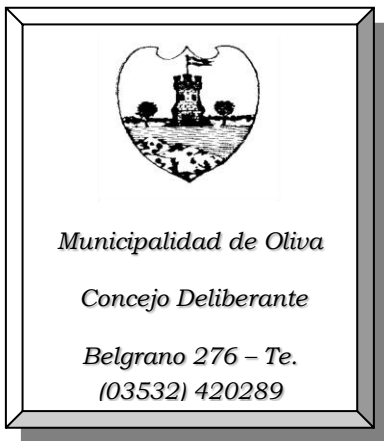 Municipalidad de Oliva
Concejo Deliberante
Belgrano 276 – Te.
(03532) 420289